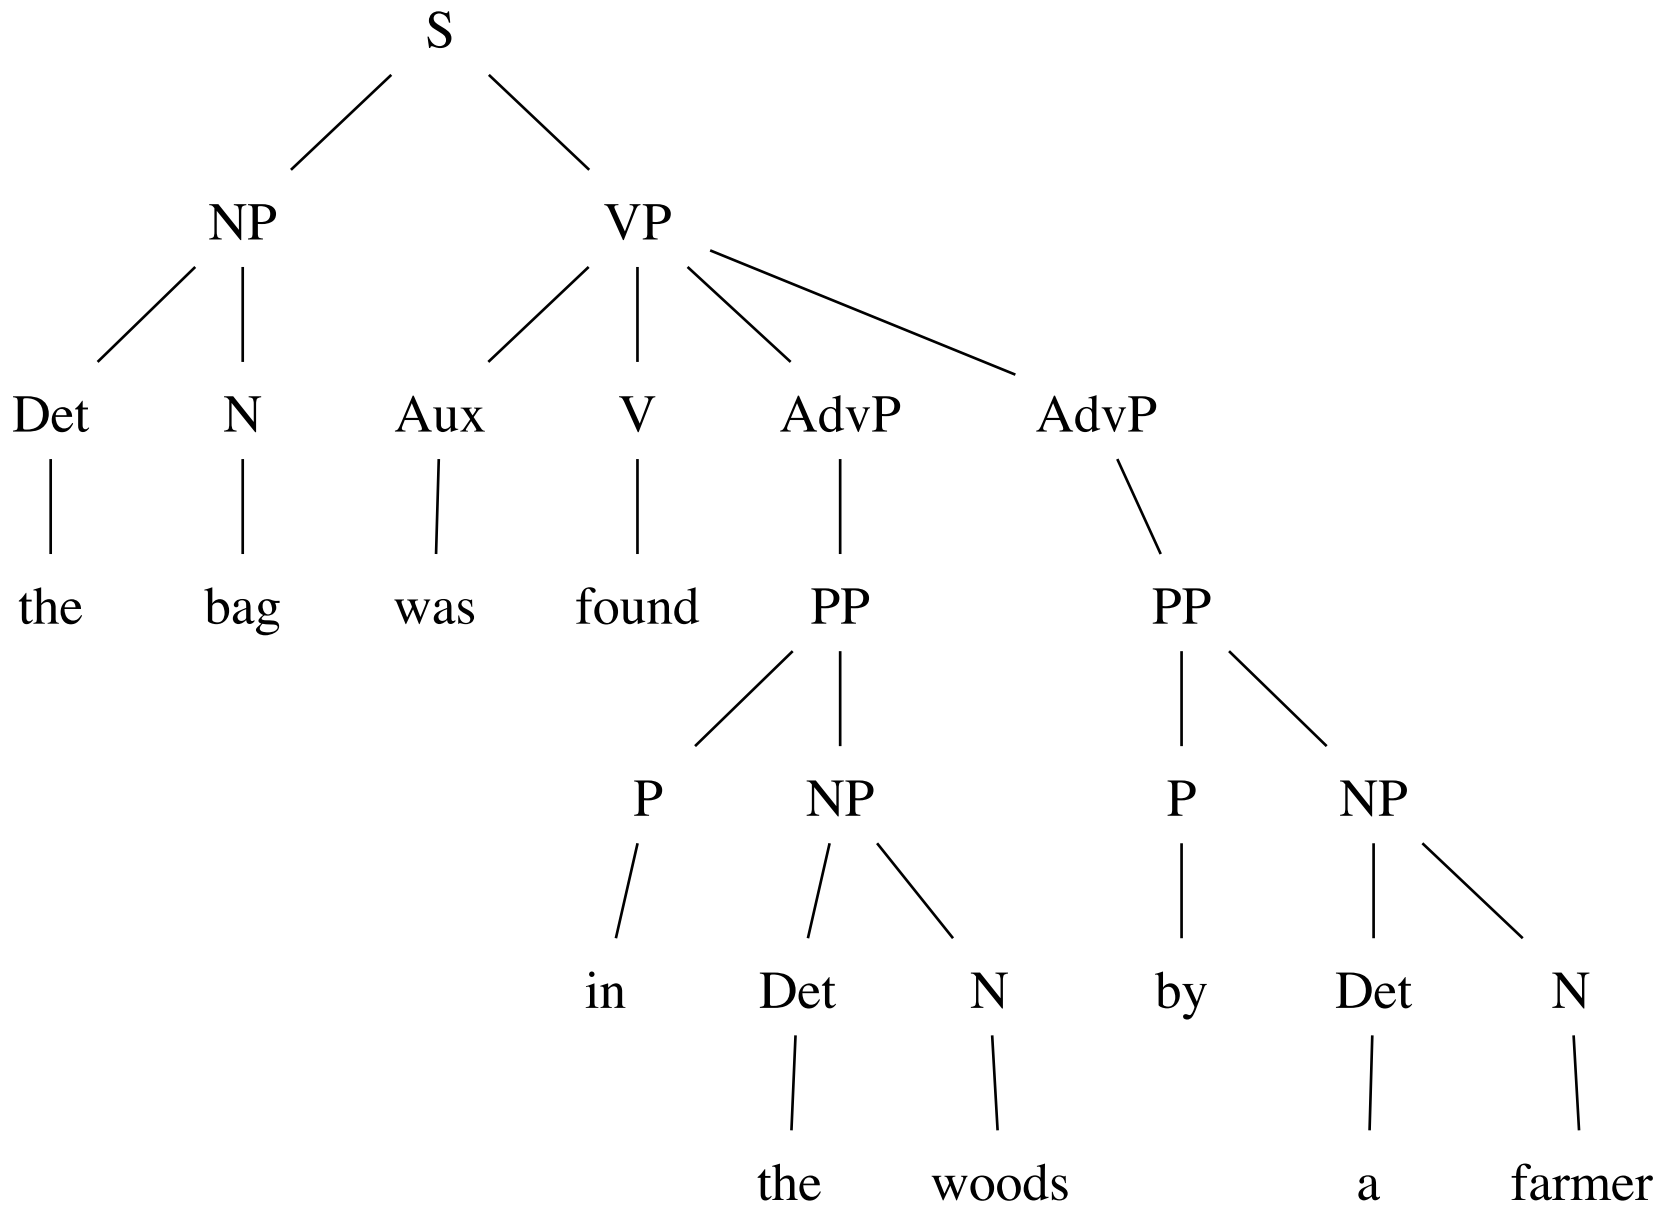 S
NP VP
Det N Aux V AdvP AdvP
the bag was found PP PP
P NP P NP
in Det N by Det N
the woods a farmer